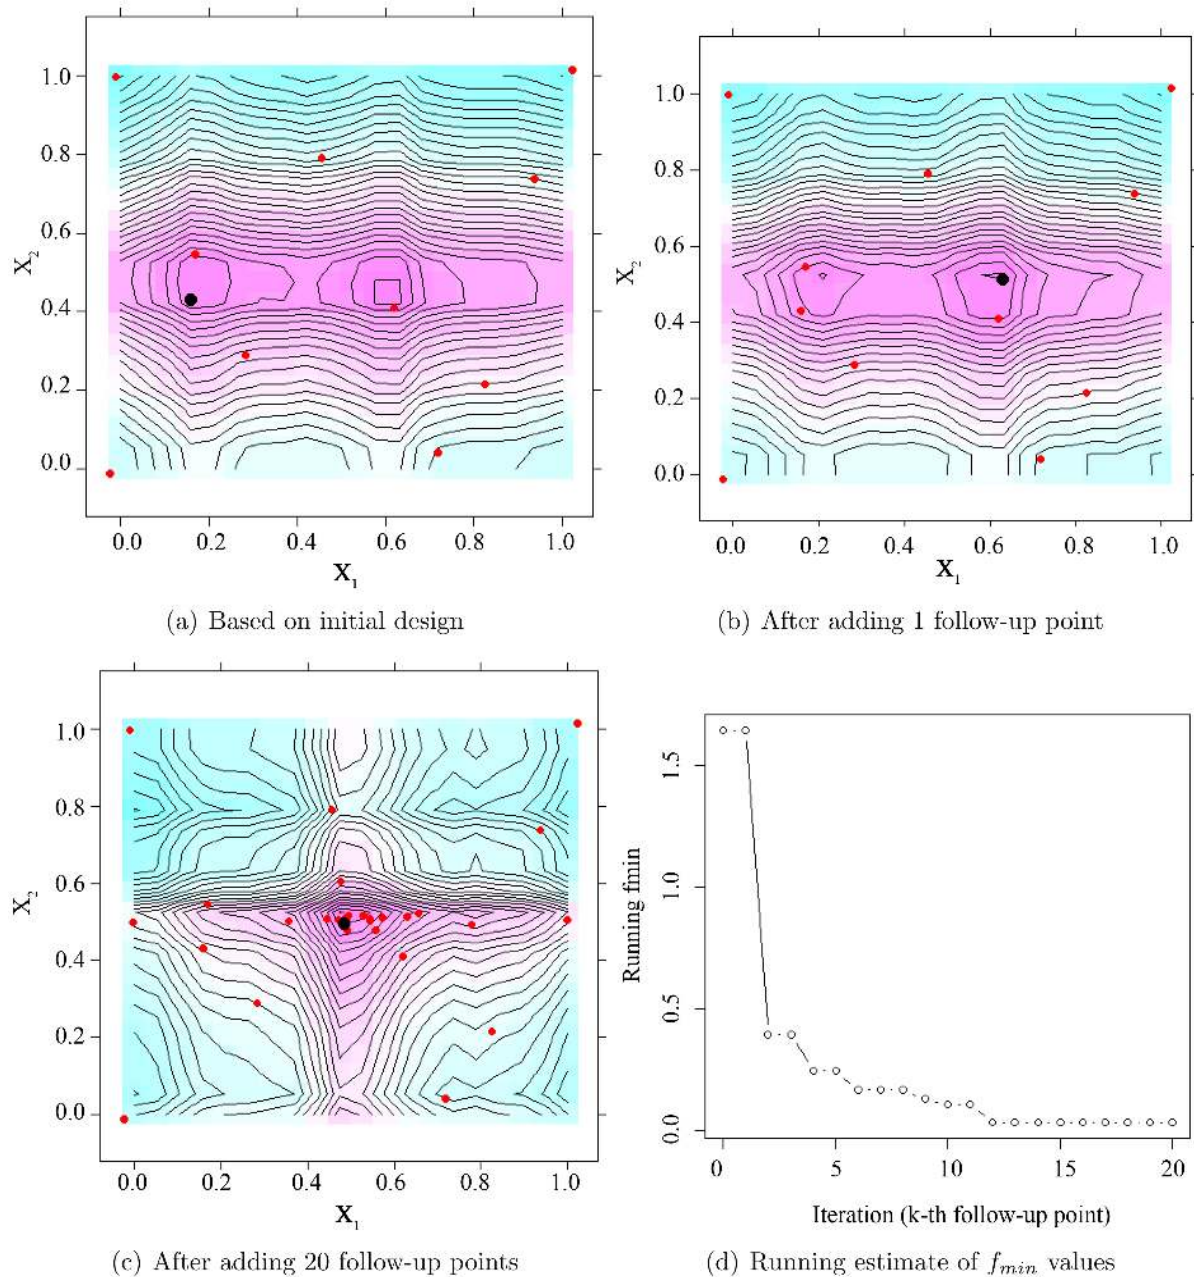 1.0
0.8
0.6
X2
0.4
0.2
0.0
0.0 0.2 0.4 0.6 0.8 1.0
X1
(a) Based on initial design
1.0
0.8
0.6
X2
0.4
0.2
0.0
0.0 0.2 0.4 0.6 0.8 1.0
X1
(b) After adding 1 follow-up point
1.0
0.8
0.6
X2
0.4
0.2
0.0
0.0 0.2 0.4 0.6 0.8 1.0
X1
(c) After adding 20 follow-up points
1.5
1.0
Running fmin
0.5
0.0
0 5 10 15 20
Iteration (k-th follow-up point)
(d) Running estimate of fmin values